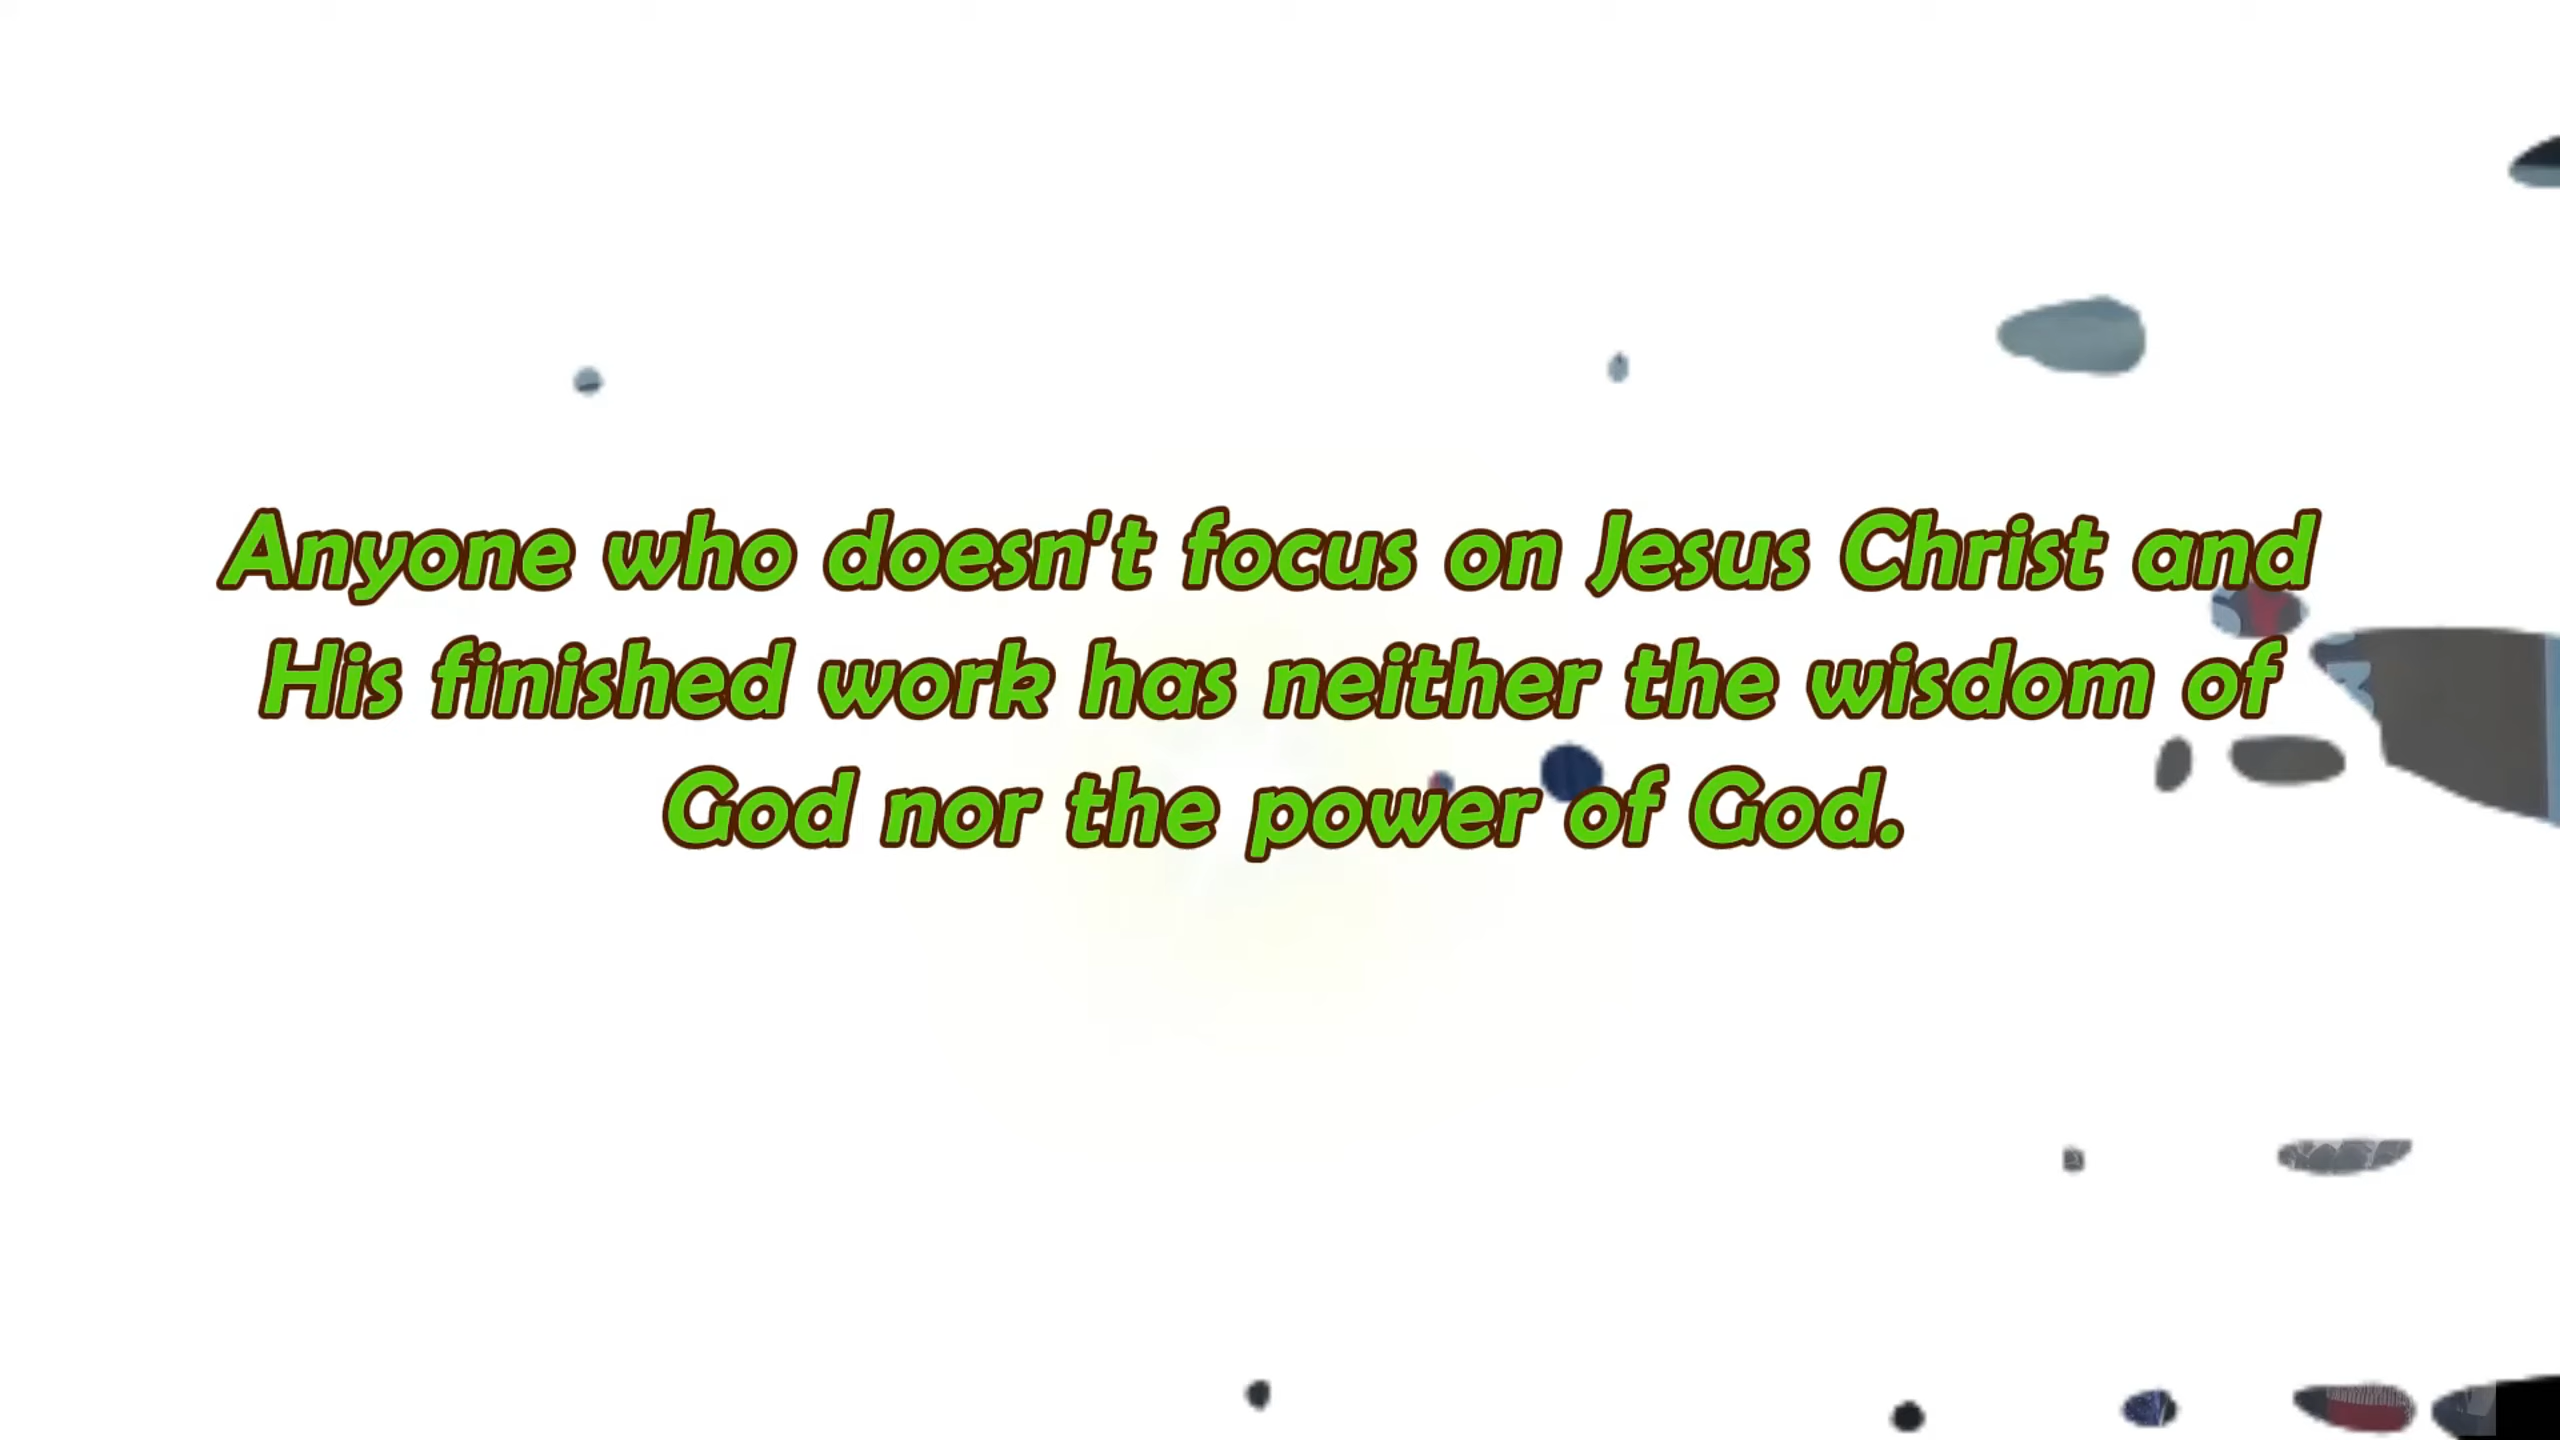 Anyone who doesn't focus on Jesus Christ and
His finished work has neither the wisdom of
God nor the power of God.